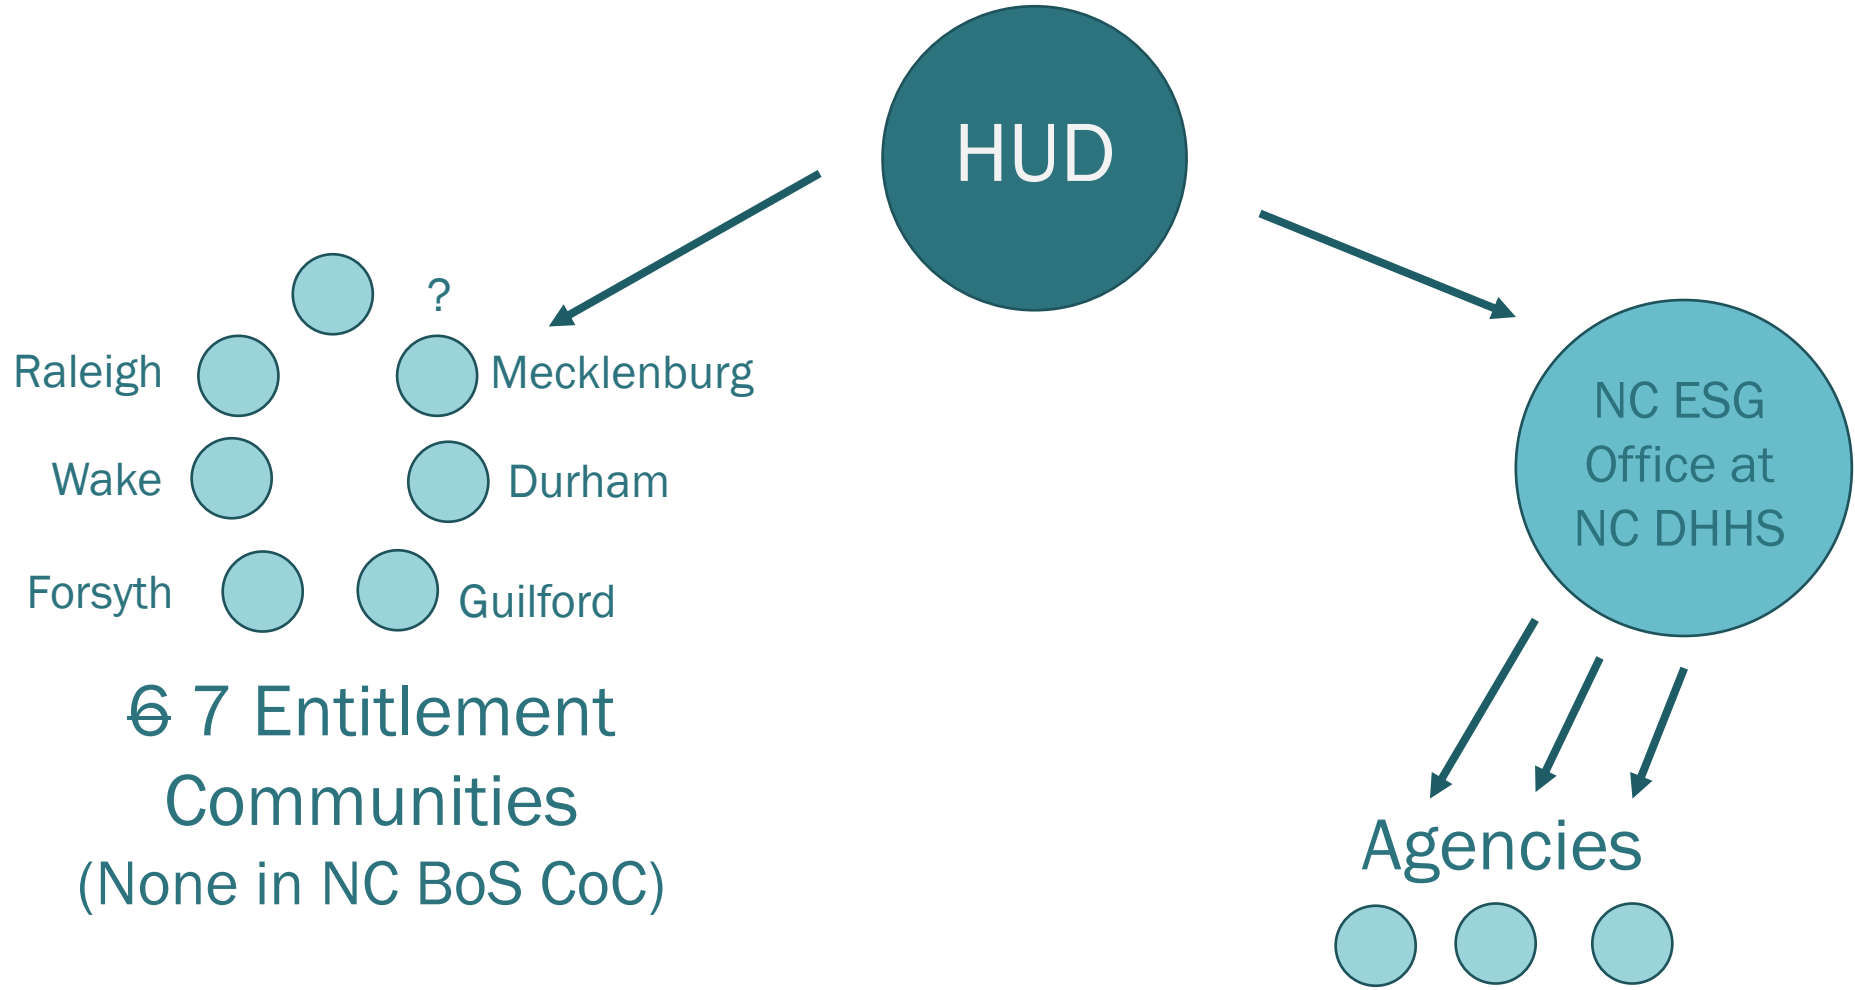 HUD
?
Raleigh
Mecklenburg
Wake
Durham
Forsyth
Guilford
6 7 Entitlement
Communities
(None in NC BoS CoC)
NC ESG
Office at
NC DHHS
Agencies